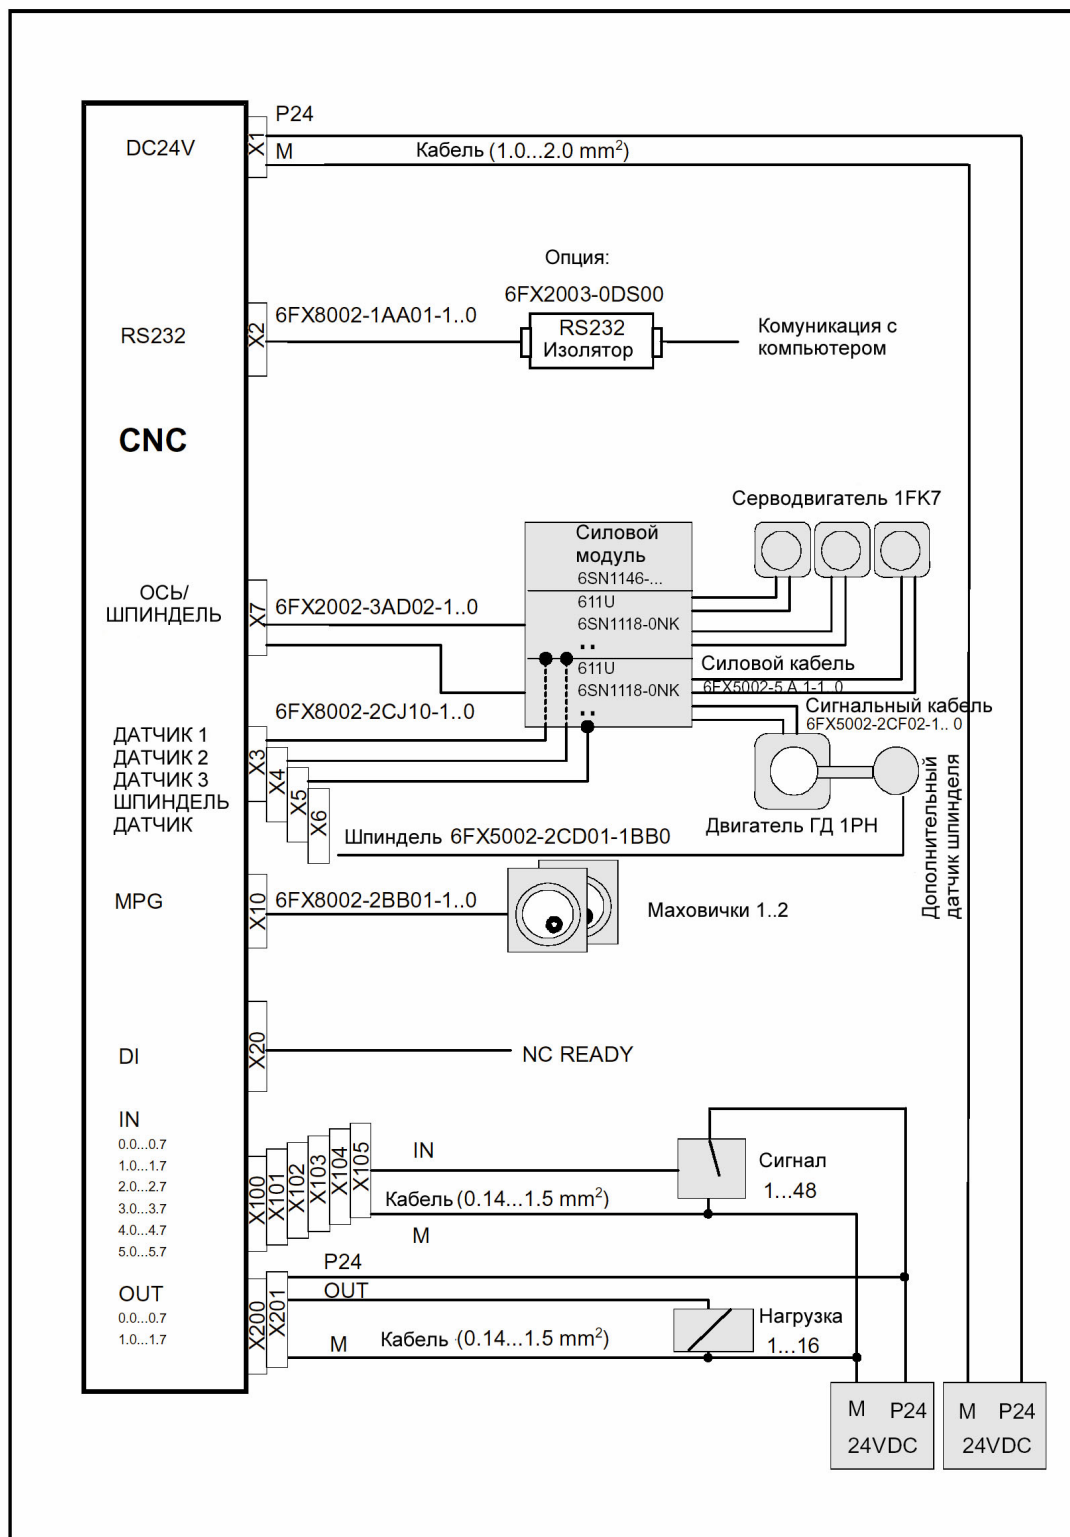 P24
DC24V
X1
M
Кабель (1.0...2.0 mm²)
Опция:
6FX2003-0DS00
6FX8002-1AA01-1..0
RS232
X2
RS232
Изолятор
Комуникация с
компьютером
CNC
Серводвигатель 1FK7
Силовой
модуль
6SN1146-...
ОСЬ/
ШПИНДЕЛЬ
X7
6FX2002-3AD02-1..0
611U
6SN1118-0NK
..
611U
6SN1118-0NK
..
Силовой кабель
6FX5002-5.A.1-1..0
Сигнальный кабель
6FX5002-2CF02-1.. 0
6FX8002-2CJ10-1..0
ДАТЧИК 1
ДАТЧИК 2
ДАТЧИК 3
ШПИНДЕЛЬ
ДАТЧИК
X3
X4
X5
X6
Двигатель ГД 1PH
Шпиндель 6FX5002-2CD01-1BB0
Дополнительный
датчик шпинделя
MPG
X10
6FX8002-2BB01-1..0
Маховички 1..2
DI
X20
NC READY
IN
0.0...0.7
1.0...1.7
2.0...2.7
3.0...3.7
4.0...4.7
5.0...5.7
X100
X101
X102
X103
X104
X105
IN
Кабель (0.14...1.5 mm²)
M
Сигнал
1...48
P24
OUT
OUT
0.0...0.7
1.0...1.7
X200
X201
M
Кабель (0.14...1.5 mm²)
Нагрузка
1...16
M P24
24VDC
M P24
24VDC